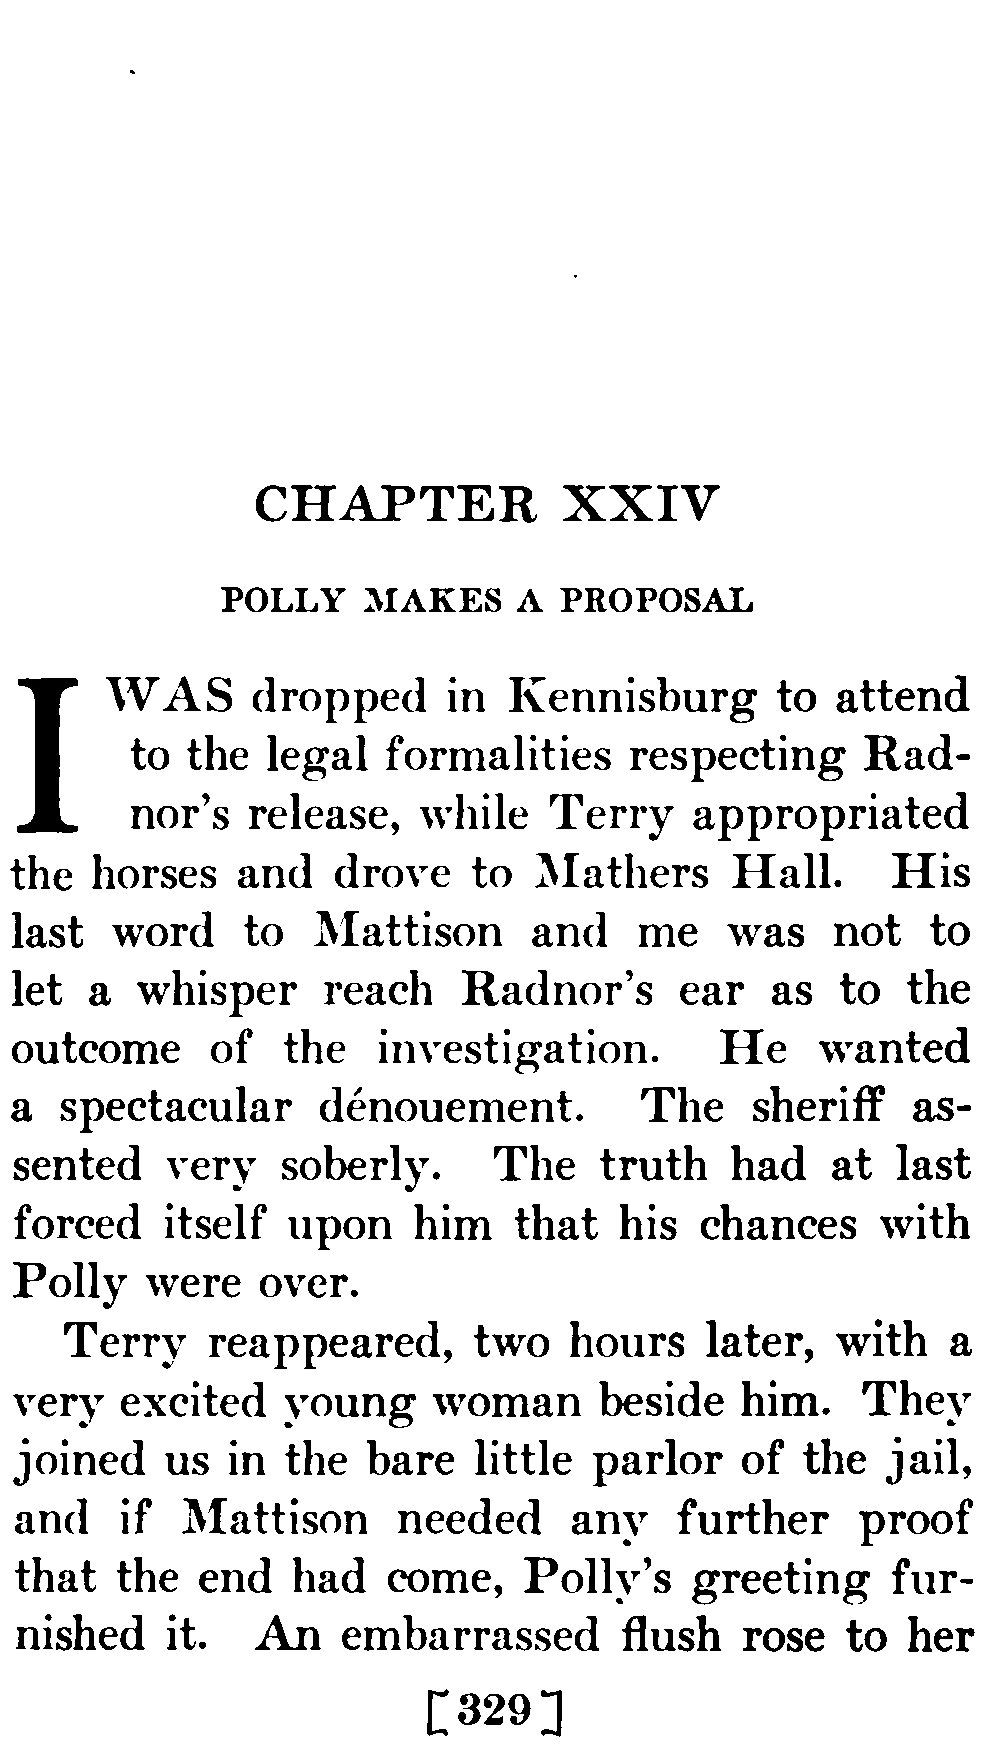 CHAPTER XXIV
POLLY MAKES A PROPOSAL
I WAS dropped in Kennisburg to attend
to the legal formalities respecting Rad-
nor's release, while Terry appropriated
the horses and drove to Mathers Hall. His
last word to Mattison and me was not to
let a whisper reach Radnor's ear as to the
outcome of the investigation. He wanted
a spectacular dénouement. The sheriff as-
sented very soberly. The truth had at last
forced itself upon him that his chances with
Polly were over.
Terry reappeared, two hours later, with a
very excited young woman beside him. They
joined us in the bare little parlor of the jail,
and if Mattison needed any further proof
that the end had come, Polly's greeting fur-
nished it. An embarrassed flush rose to her
[329]